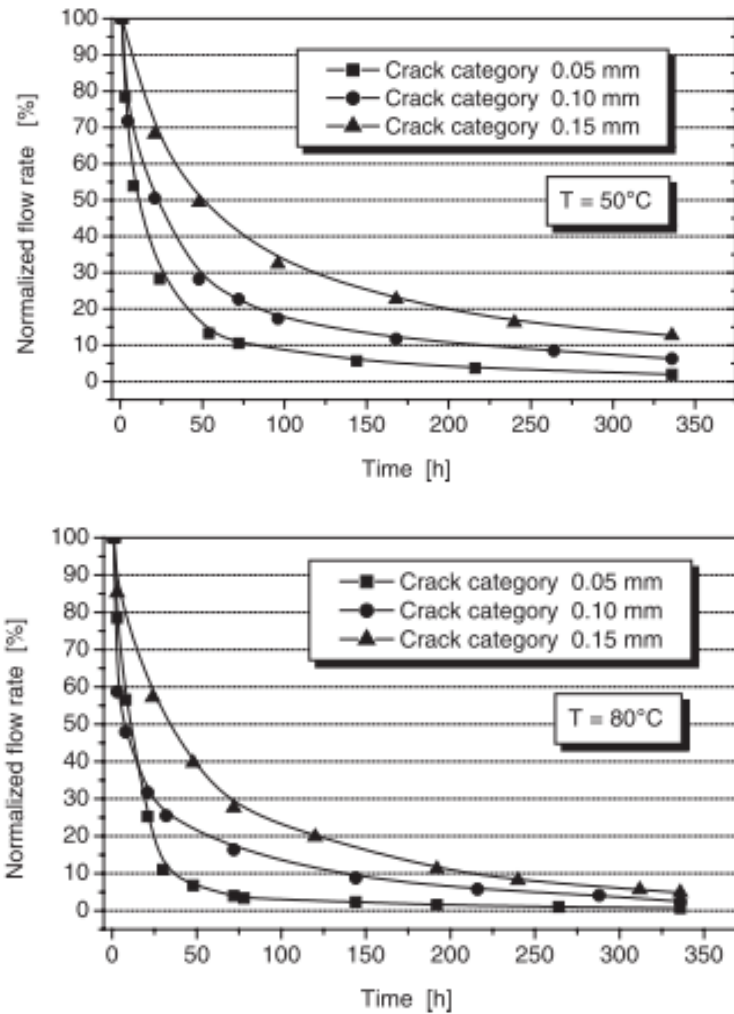 100
90
80
70
60
50
40
30
20
10
0
Normalized flow rate [%]
Crack category 0.05 mm
Crack category 0.10 mm
Crack category 0.15 mm
T = 50°C
0 50 100 150 200 250 300 350
Time [h]
100
90
80
70
60
50
40
30
20
10
0
Normalized flow rate [%]
Crack category 0.05 mm
Crack category 0.10 mm
Crack category 0.15 mm
T = 80°C
0 50 100 150 200 250 300 350
Time [h]